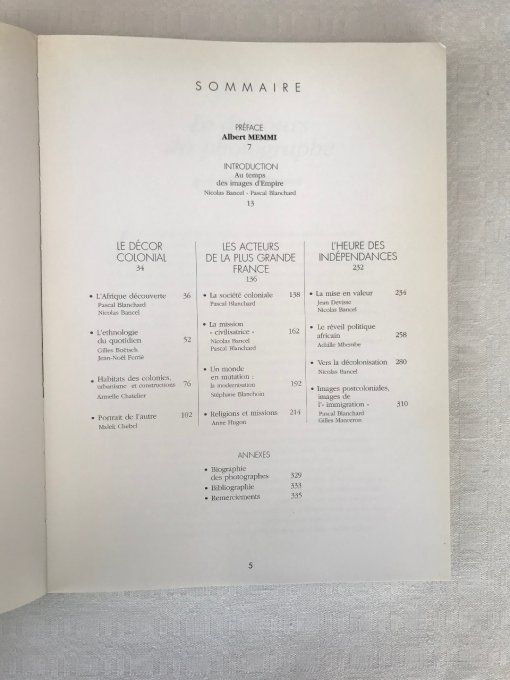 SOMMAIRE
PRÉFACE
Albert MEMMI
7
INTRODUCTION
Au temps
des images d'Empire
Nicolas Bancel - Pascal Blanchard
13
LE DÉCOR
COLONIAL
34
• L'Afrique découverte 36
Pascal Blanchard
Nicolas Bancel
• L'ethnologie
du quotidien 52
Gilles Boëtsch
Jean-Noël Ferrié
• Habitats des colonies,
urbanisme et constructions 76
Armelle Chatelier
• Portrait de l'autre 102
Malek Chebel
LES ACTEURS
DE LA PLUS GRANDE
FRANCE
136
• La société coloniale 138
Pascal Blanchard
• La mission
« civilisatrice » 162
Nicolas Bancel
Pascal Blanchard
• Un monde
en mutation :
la modernisation 192
Stéphane Blanchoin
• Religions et missions 214
Anne Hugon
L'HEURE DES
INDÉPENDANCES
232
• La mise en valeur 234
Jean Devisse
Nicolas Bancel
• Le réveil politique
africain 258
Achille Mbembe
• Vers la décolonisation 280
Nicolas Bancel
• Images postcoloniales,
images de
l'« immigration » 310
Pascal Blanchard
Gilles Manceron
ANNEXES
• Biographie
des photographes 329
• Bibliographie 333
• Remerciements 335
5